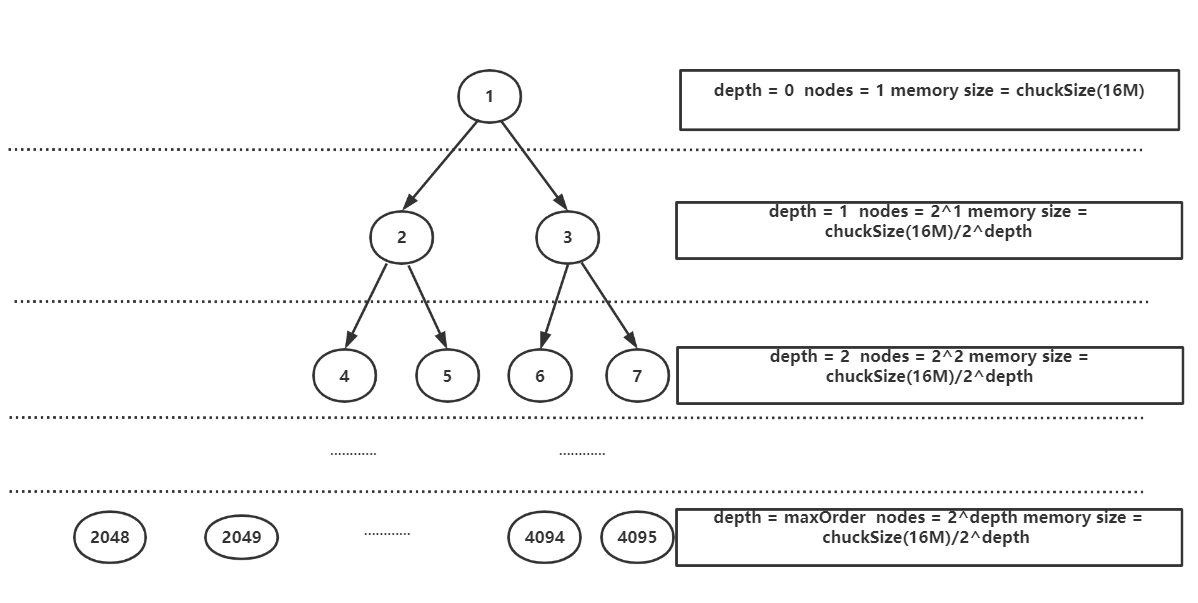 1
depth = 0  nodes = 1 memory size = chuckSize(16M)
2
3
depth = 1  nodes = 2^1 memory size =
chuckSize(16M)/2^depth
4
5
6
7
depth = 2  nodes = 2^2 memory size =
chuckSize(16M)/2^depth
............
............
2048
2049
............
4094
4095
depth = maxOrder  nodes = 2^depth memory size =
chuckSize(16M)/2^depth